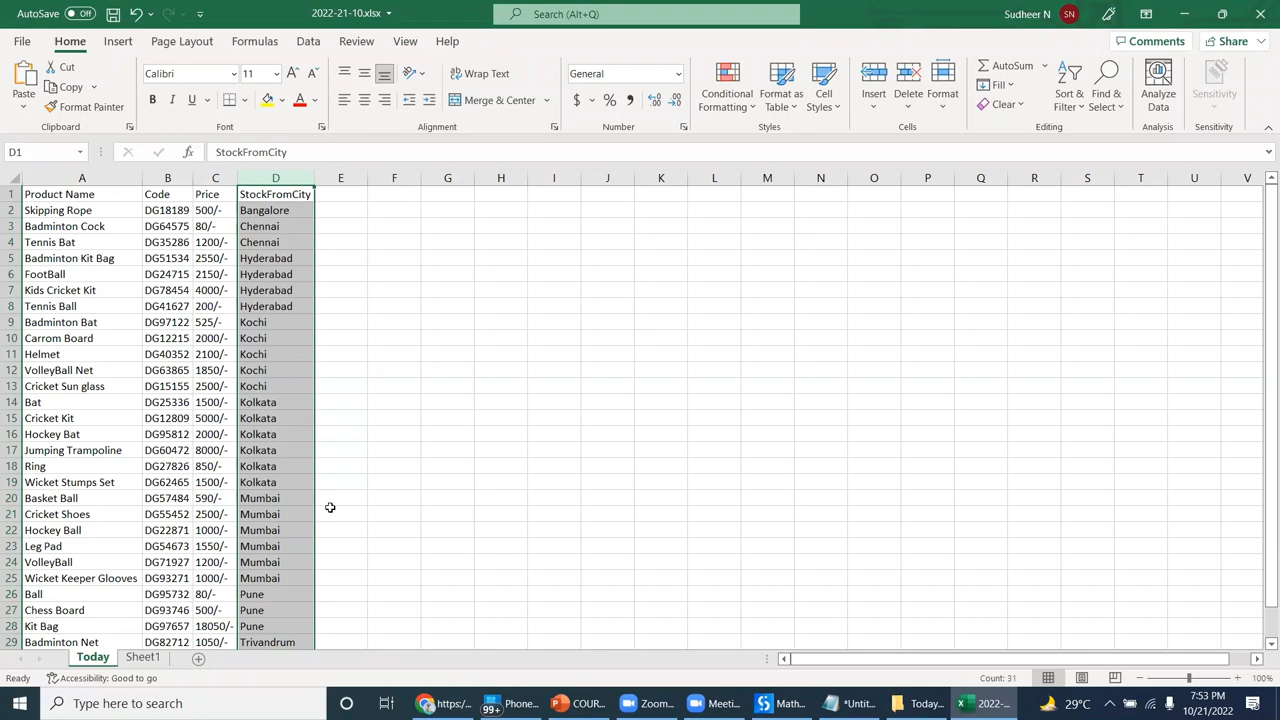 AutoSave Off 2022-21-10.xlsx Search (Alt+Q) Sudheer N SN
File Home Insert Page Layout Formulas Data Review View Help Comments Share
Paste Cut Copy Format Painter Clipboard
Calibri 11 B I U Font
Wrap Text Merge & Center Alignment
General $ % , Number
Conditional Formatting Format as Table Cell Styles Styles
Insert Delete Format Cells
AutoSum Fill Clear Sort & Filter Find & Select Editing
Analyze Data Analysis
Sensitivity Sensitivity
D1 fx StockFromCity
A B C D E F G H I J K L M N O P Q R S T U V
1 Product Name Code Price StockFromCity
2 Skipping Rope DG18189 500/- Bangalore
3 Badminton Cock DG64575 80/- Chennai
4 Tennis Bat DG35286 1200/- Chennai
5 Badminton Kit Bag DG51534 2550/- Hyderabad
6 FootBall DG24715 2150/- Hyderabad
7 Kids Cricket Kit DG78454 4000/- Hyderabad
8 Tennis Ball DG41627 200/- Hyderabad
9 Badminton Bat DG97122 525/- Kochi
10 Carrom Board DG12215 2000/- Kochi
11 Helmet DG40352 2100/- Kochi
12 VolleyBall Net DG63865 1850/- Kochi
13 Cricket Sun glass DG15155 2500/- Kochi
14 Bat DG25336 1500/- Kolkata
15 Cricket Kit DG12809 5000/- Kolkata
16 Hockey Bat DG95812 2000/- Kolkata
17 Jumping Trampoline DG60472 8000/- Kolkata
18 Ring DG27826 850/- Kolkata
19 Wicket Stumps Set DG62465 1500/- Kolkata
20 Basket Ball DG57484 590/- Mumbai
21 Cricket Shoes DG55452 2500/- Mumbai
22 Hockey Ball DG22871 1000/- Mumbai
23 Leg Pad DG54673 1550/- Mumbai
24 VolleyBall DG71927 1200/- Mumbai
25 Wicket Keeper Glooves DG93271 1000/- Mumbai
26 Ball DG95732 80/- Pune
27 Chess Board DG93746 500/- Pune
28 Kit Bag DG97657 18050/- Pune
29 Badminton Net DG82712 1050/- Trivandrum
Today Sheet1
Ready Accessibility: Good to go Count: 31 100%
Type here to search https:/... Phone... 99+ COUR... Zoom... Meeti... Math... *Untit... Today... 2022-... 29°C 7:53 PM
10/21/2022